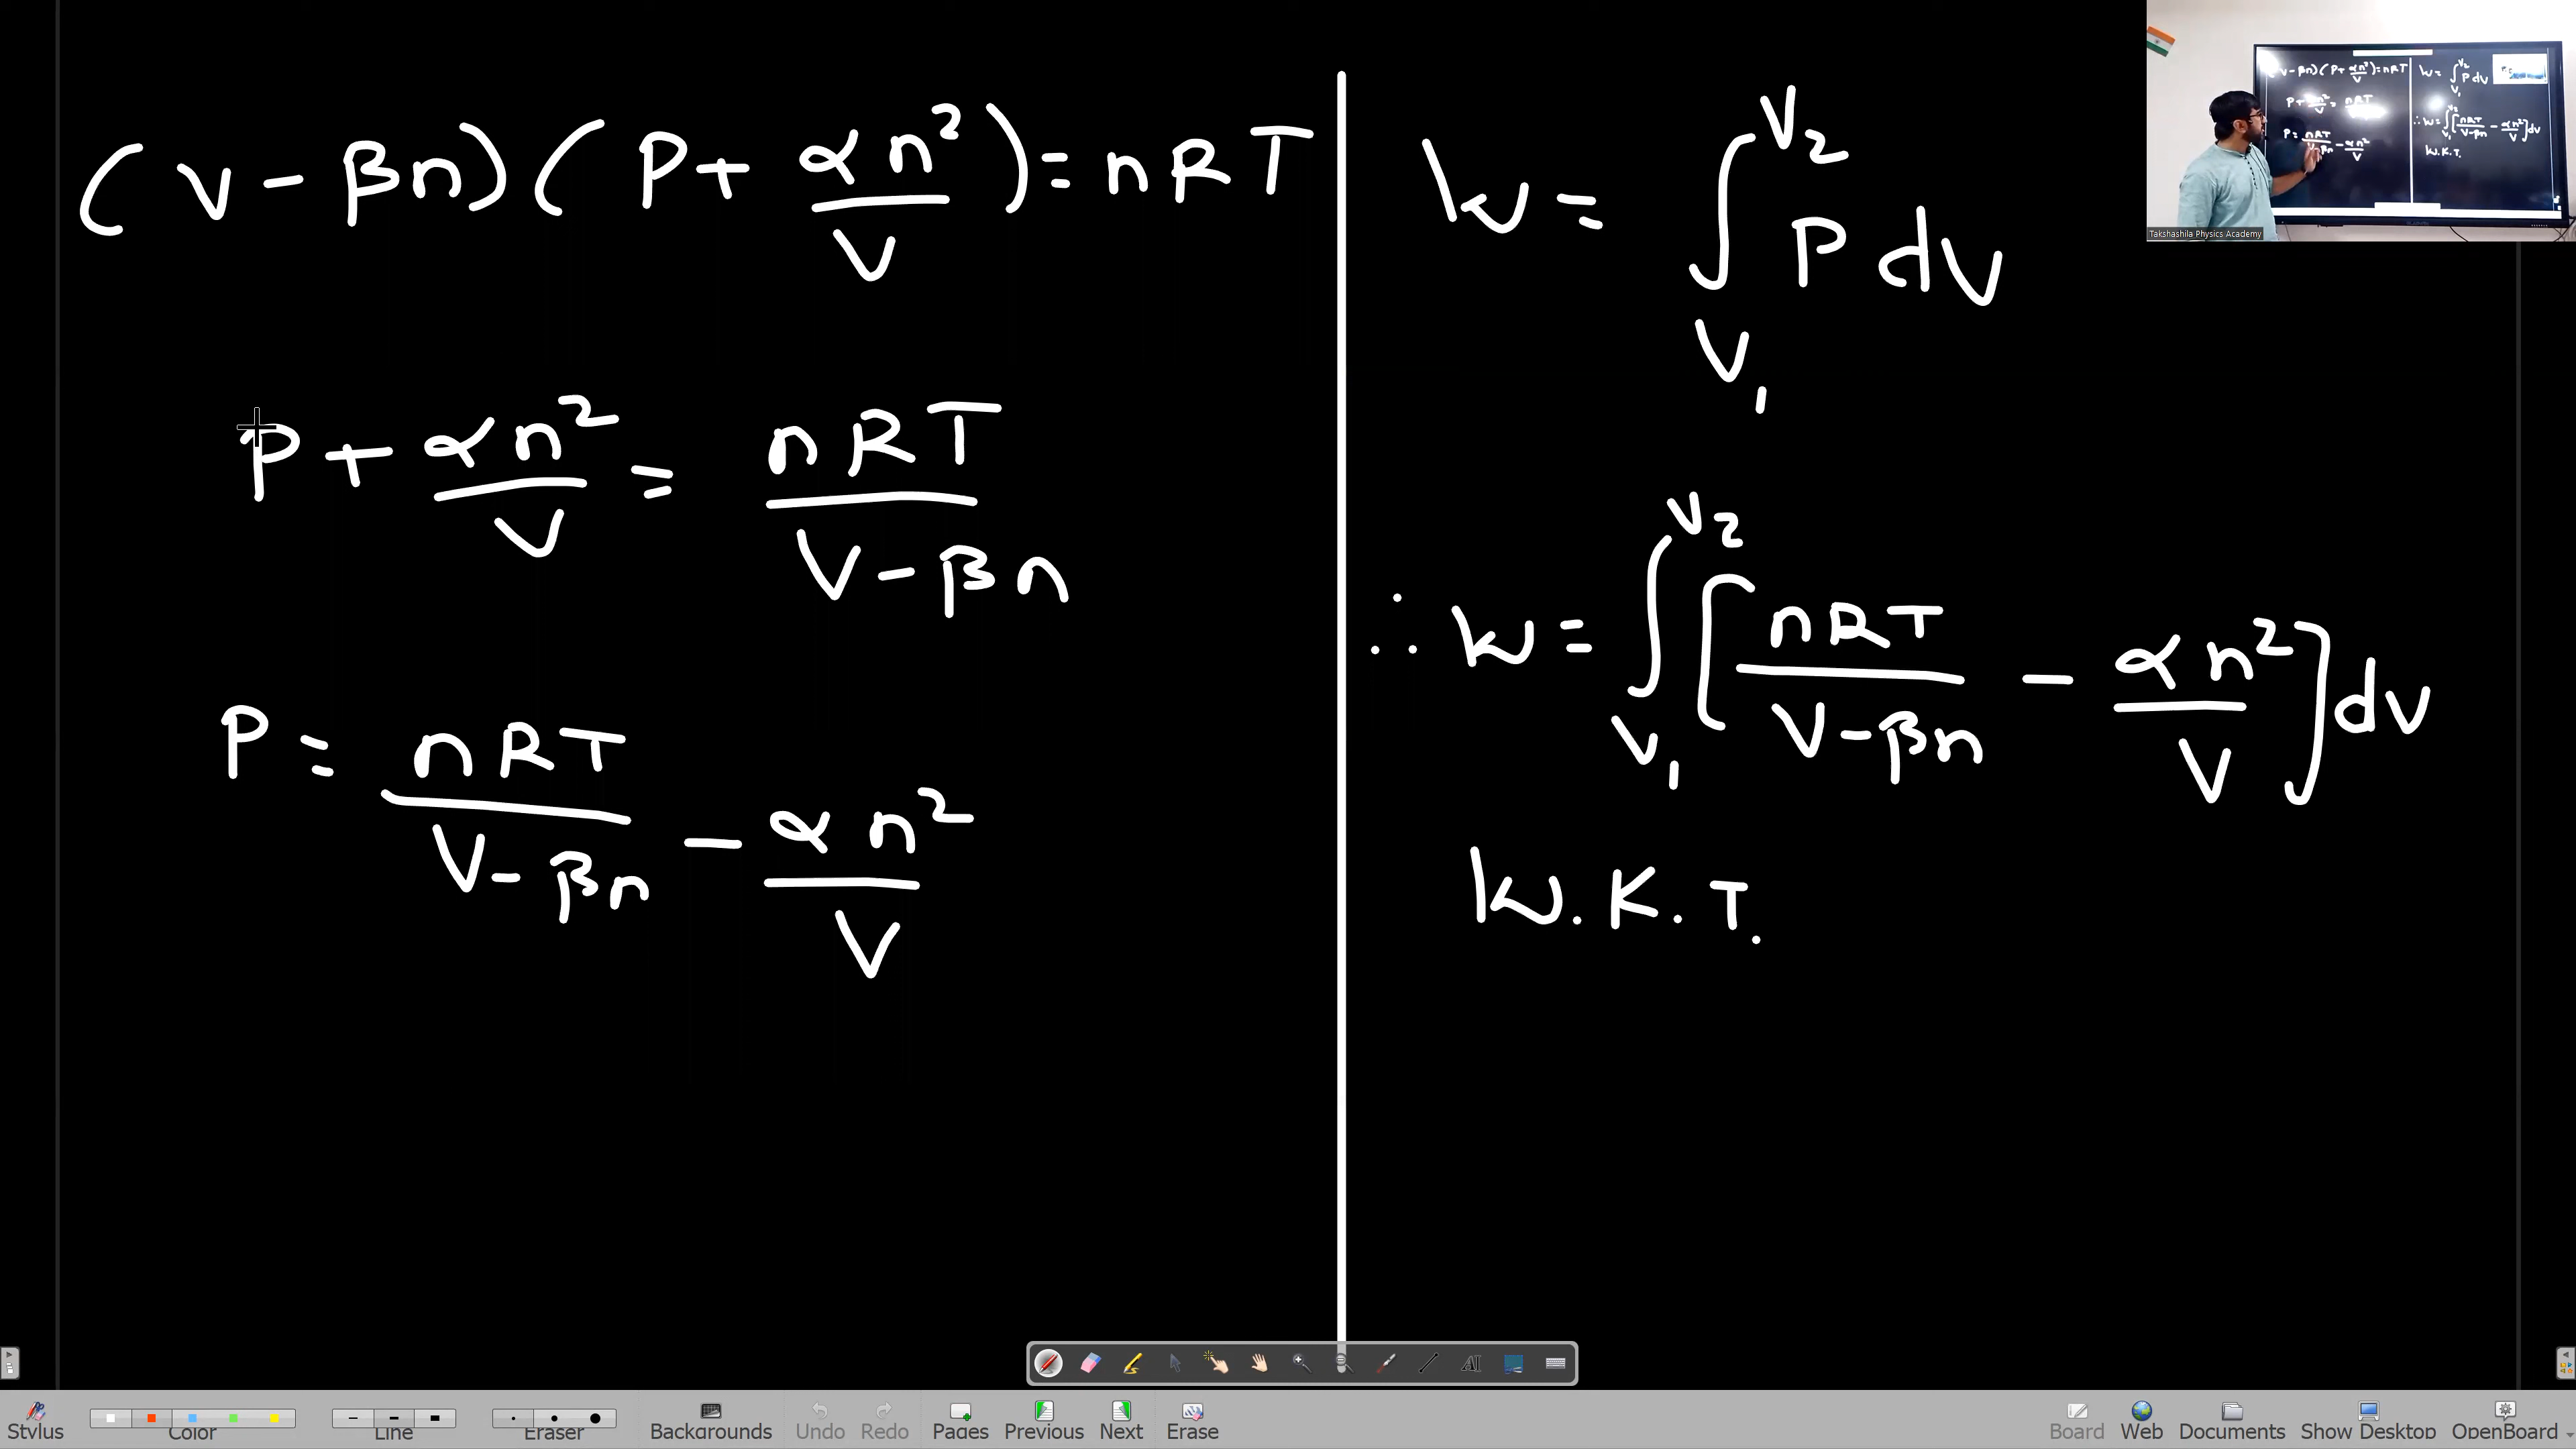 (V - βn)(P + αn²/V) = nRT
P + αn²/V = nRT/(V - βn)
P = nRT/(V - βn) - αn²/V
W = ∫_{V₁}^{V₂} P dV
∴ W = ∫_{V₁}^{V₂} [nRT/(V - βn) - αn²/V] dV
W.K.T.
Takshashila Physics Academy
Stylus Color Line Eraser Backgrounds Undo Redo Pages Previous Next Erase Board Web Documents Show Desktop OpenBoard